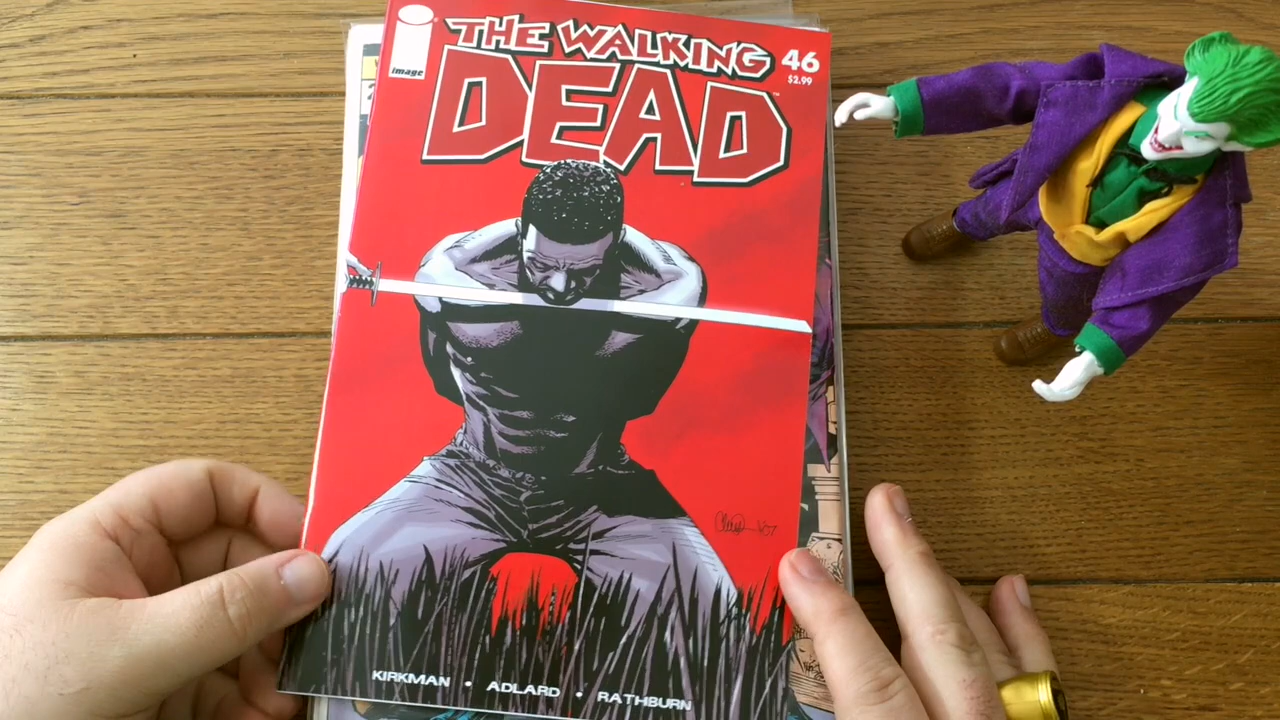 THE WALKING
DEAD
46
$2.99
image
KIRKMAN • ADLARD • RATHBURN